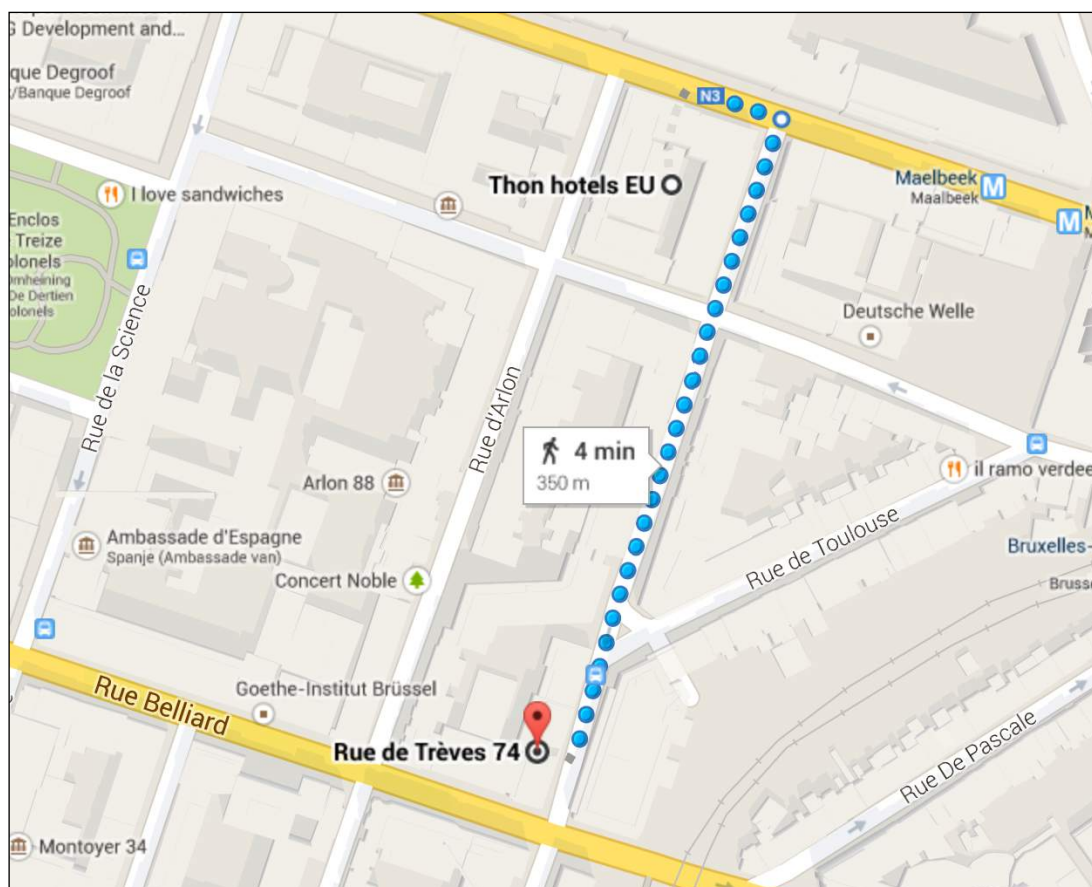 G Development and...
que Degroof
/Banque Degroof
N3
I love sandwiches
Thon hotels EU
Maelbeek
Maalbeek
M
M
M
M
Enclos
Treize
olonels
omheining
De Dertien
olonels
Deutsche Welle
Rue de la Science
Rue d'Arlon
4 min
350 m
Arlon 88
il ramo verdee
Ambassade d'Espagne
Spanje (Ambassade van)
Rue de Toulouse
Bruxelles-
Brusse
Concert Noble
Goethe-Institut Brüssel
Rue Belliard
Rue de Trèves 74
Rue De Pascale
Montoyer 34